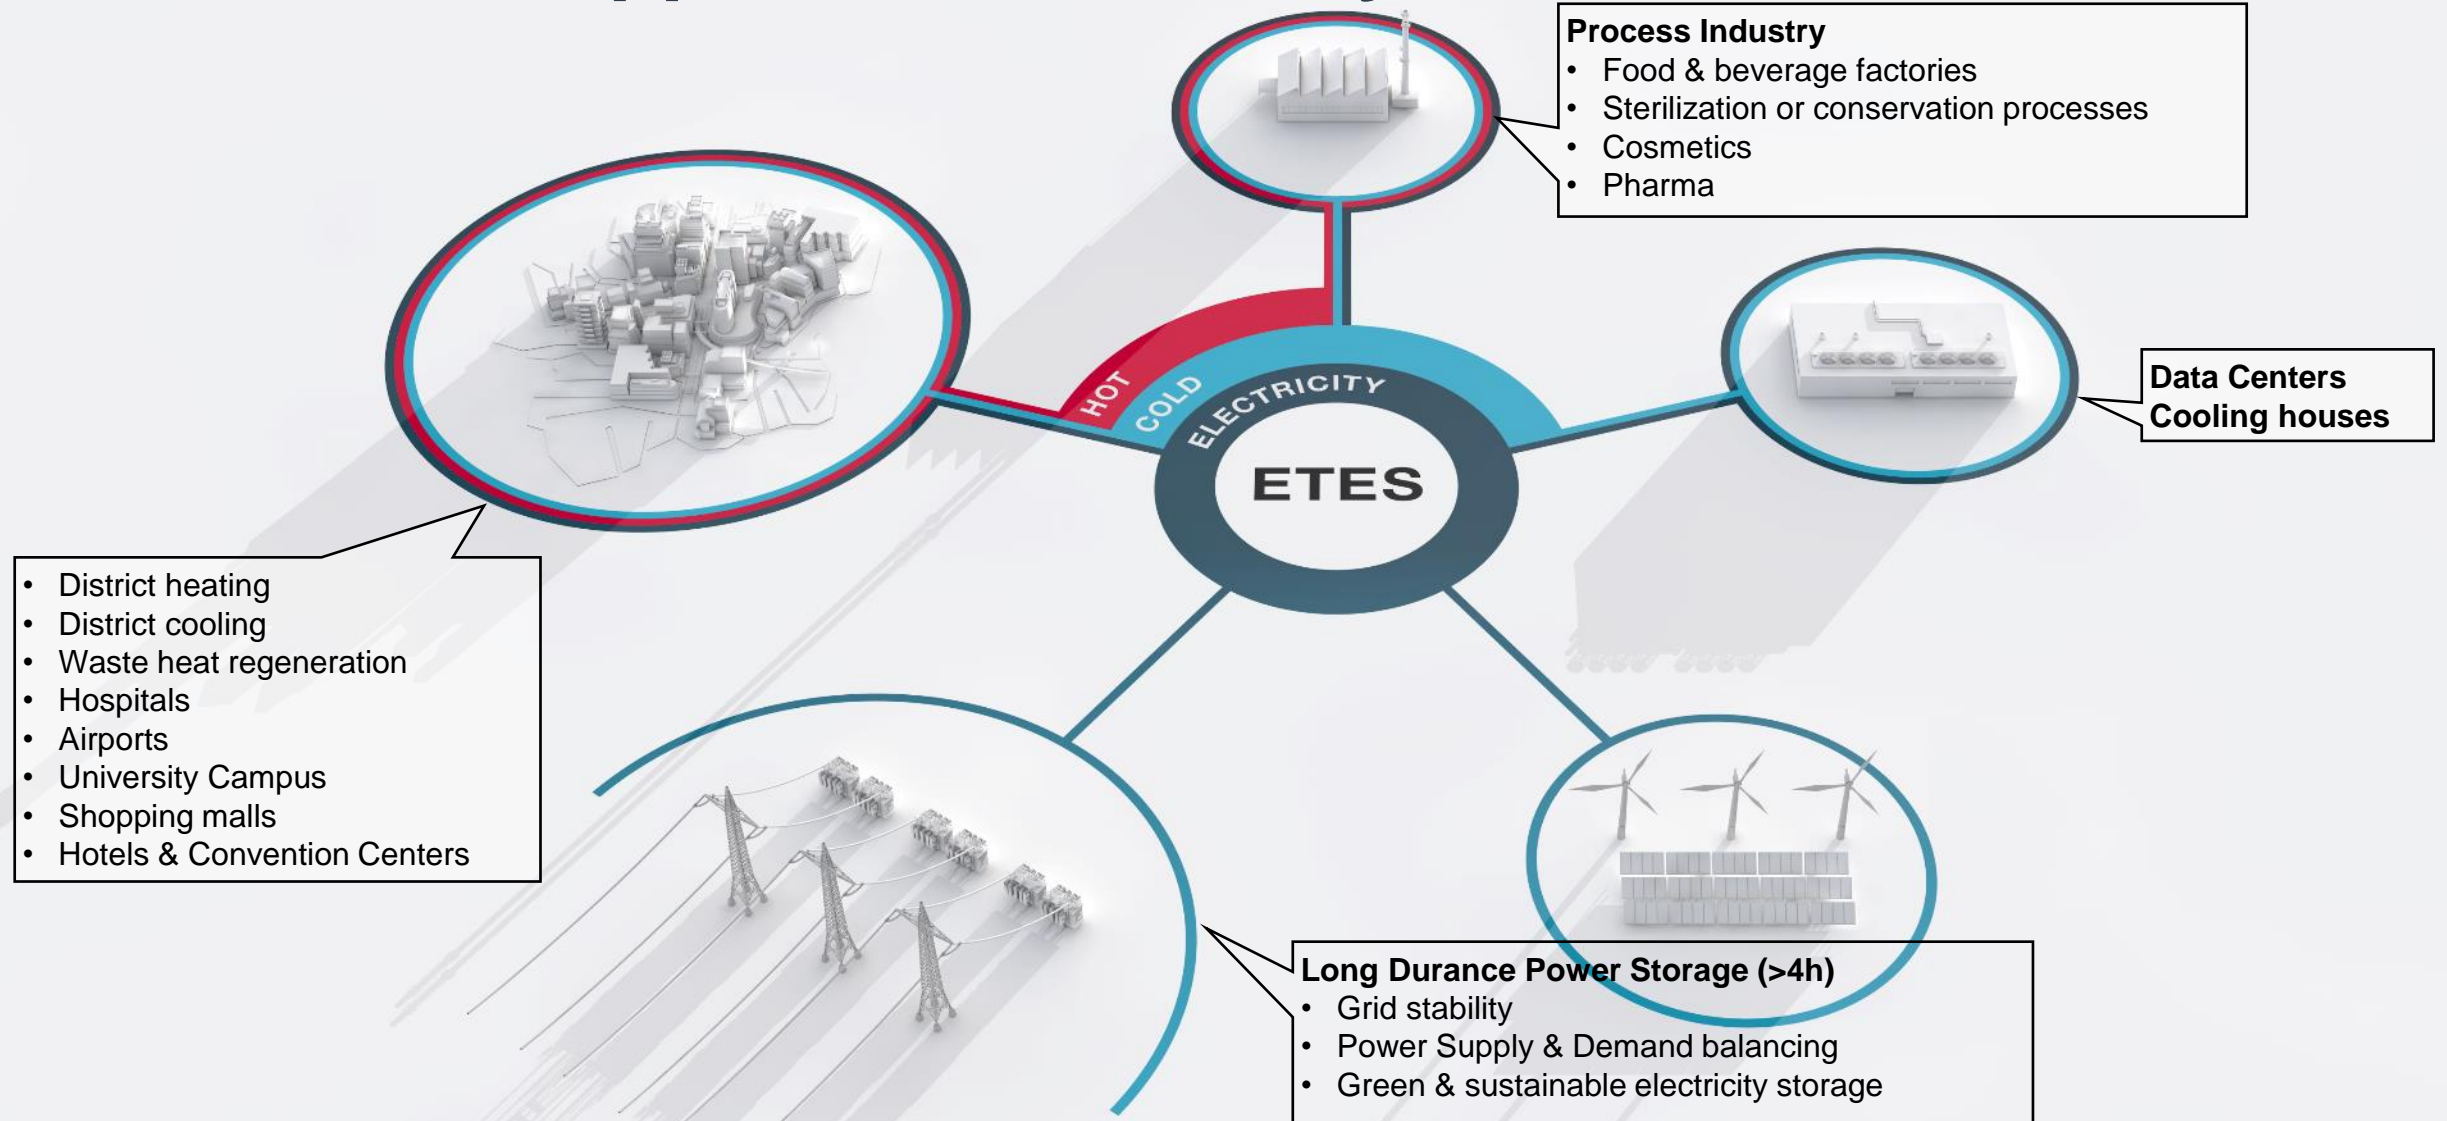 Process Industry
• Food & beverage factories
• Sterilization or conservation processes
• Cosmetics
• Pharma
Data Centers
Cooling houses
HOT
COLD
ELECTRICITY
ETES
• District heating
• District cooling
• Waste heat regeneration
• Hospitals
• Airports
• University Campus
• Shopping malls
• Hotels & Convention Centers
Long Durance Power Storage (>4h)
• Grid stability
• Power Supply & Demand balancing
• Green & sustainable electricity storage